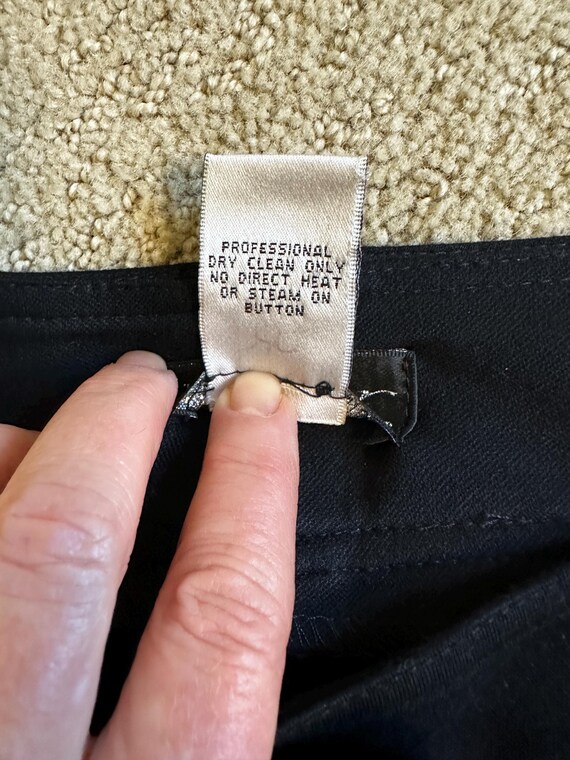 PROFESSIONAL
DRY CLEAN ONLY
NO DIRECT HEAT
OR STEAM ON
BUTTON